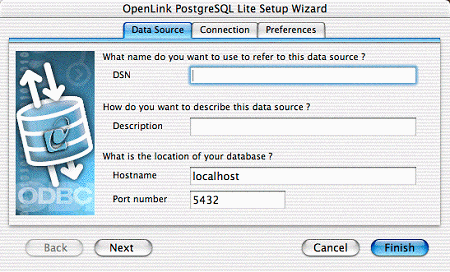 OpenLink PostgreSQL Lite Setup Wizard
Data Source Connection Preferences
What name do you want to use to refer to this data source ?
DSN
How do you want to describe this data source ?
Description
What is the location of your database ?
Hostname localhost
Port number 5432
ODBC
Back Next Cancel Finish